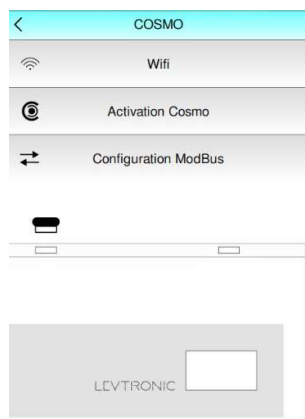 COSMO
Wifi
Activation Cosmo
Configuration ModBus
LEVTRONIC